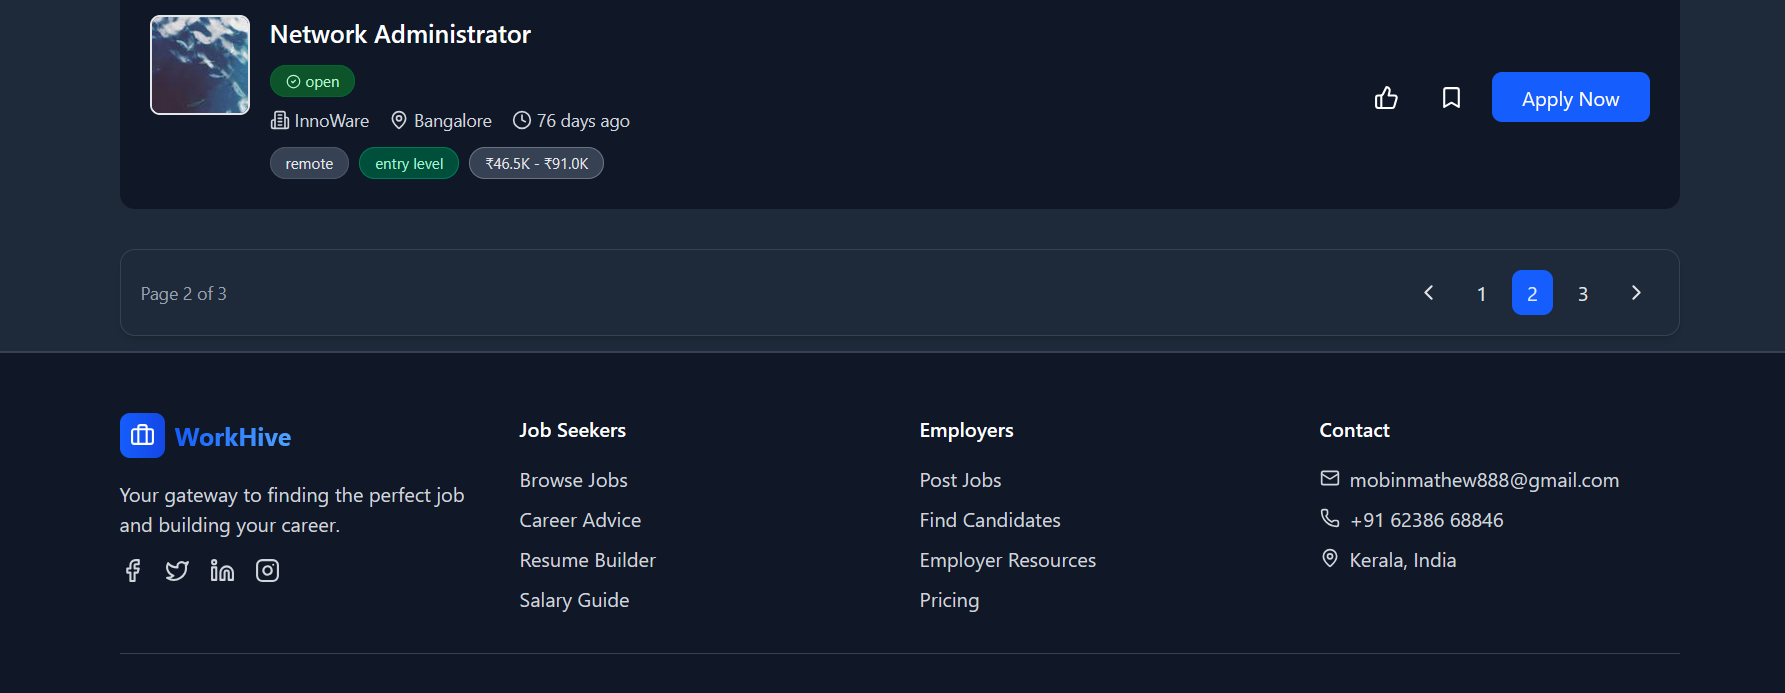 Network Administrator
open
InnoWare Bangalore 76 days ago
remote entry level ₹46.5K - ₹91.0K
Apply Now
Page 2 of 3
1 2 3
WorkHive
Your gateway to finding the perfect job
and building your career.
Job Seekers
Browse Jobs
Career Advice
Resume Builder
Salary Guide
Employers
Post Jobs
Find Candidates
Employer Resources
Pricing
Contact
mobinmathew888@gmail.com
+91 62386 68846
Kerala, India